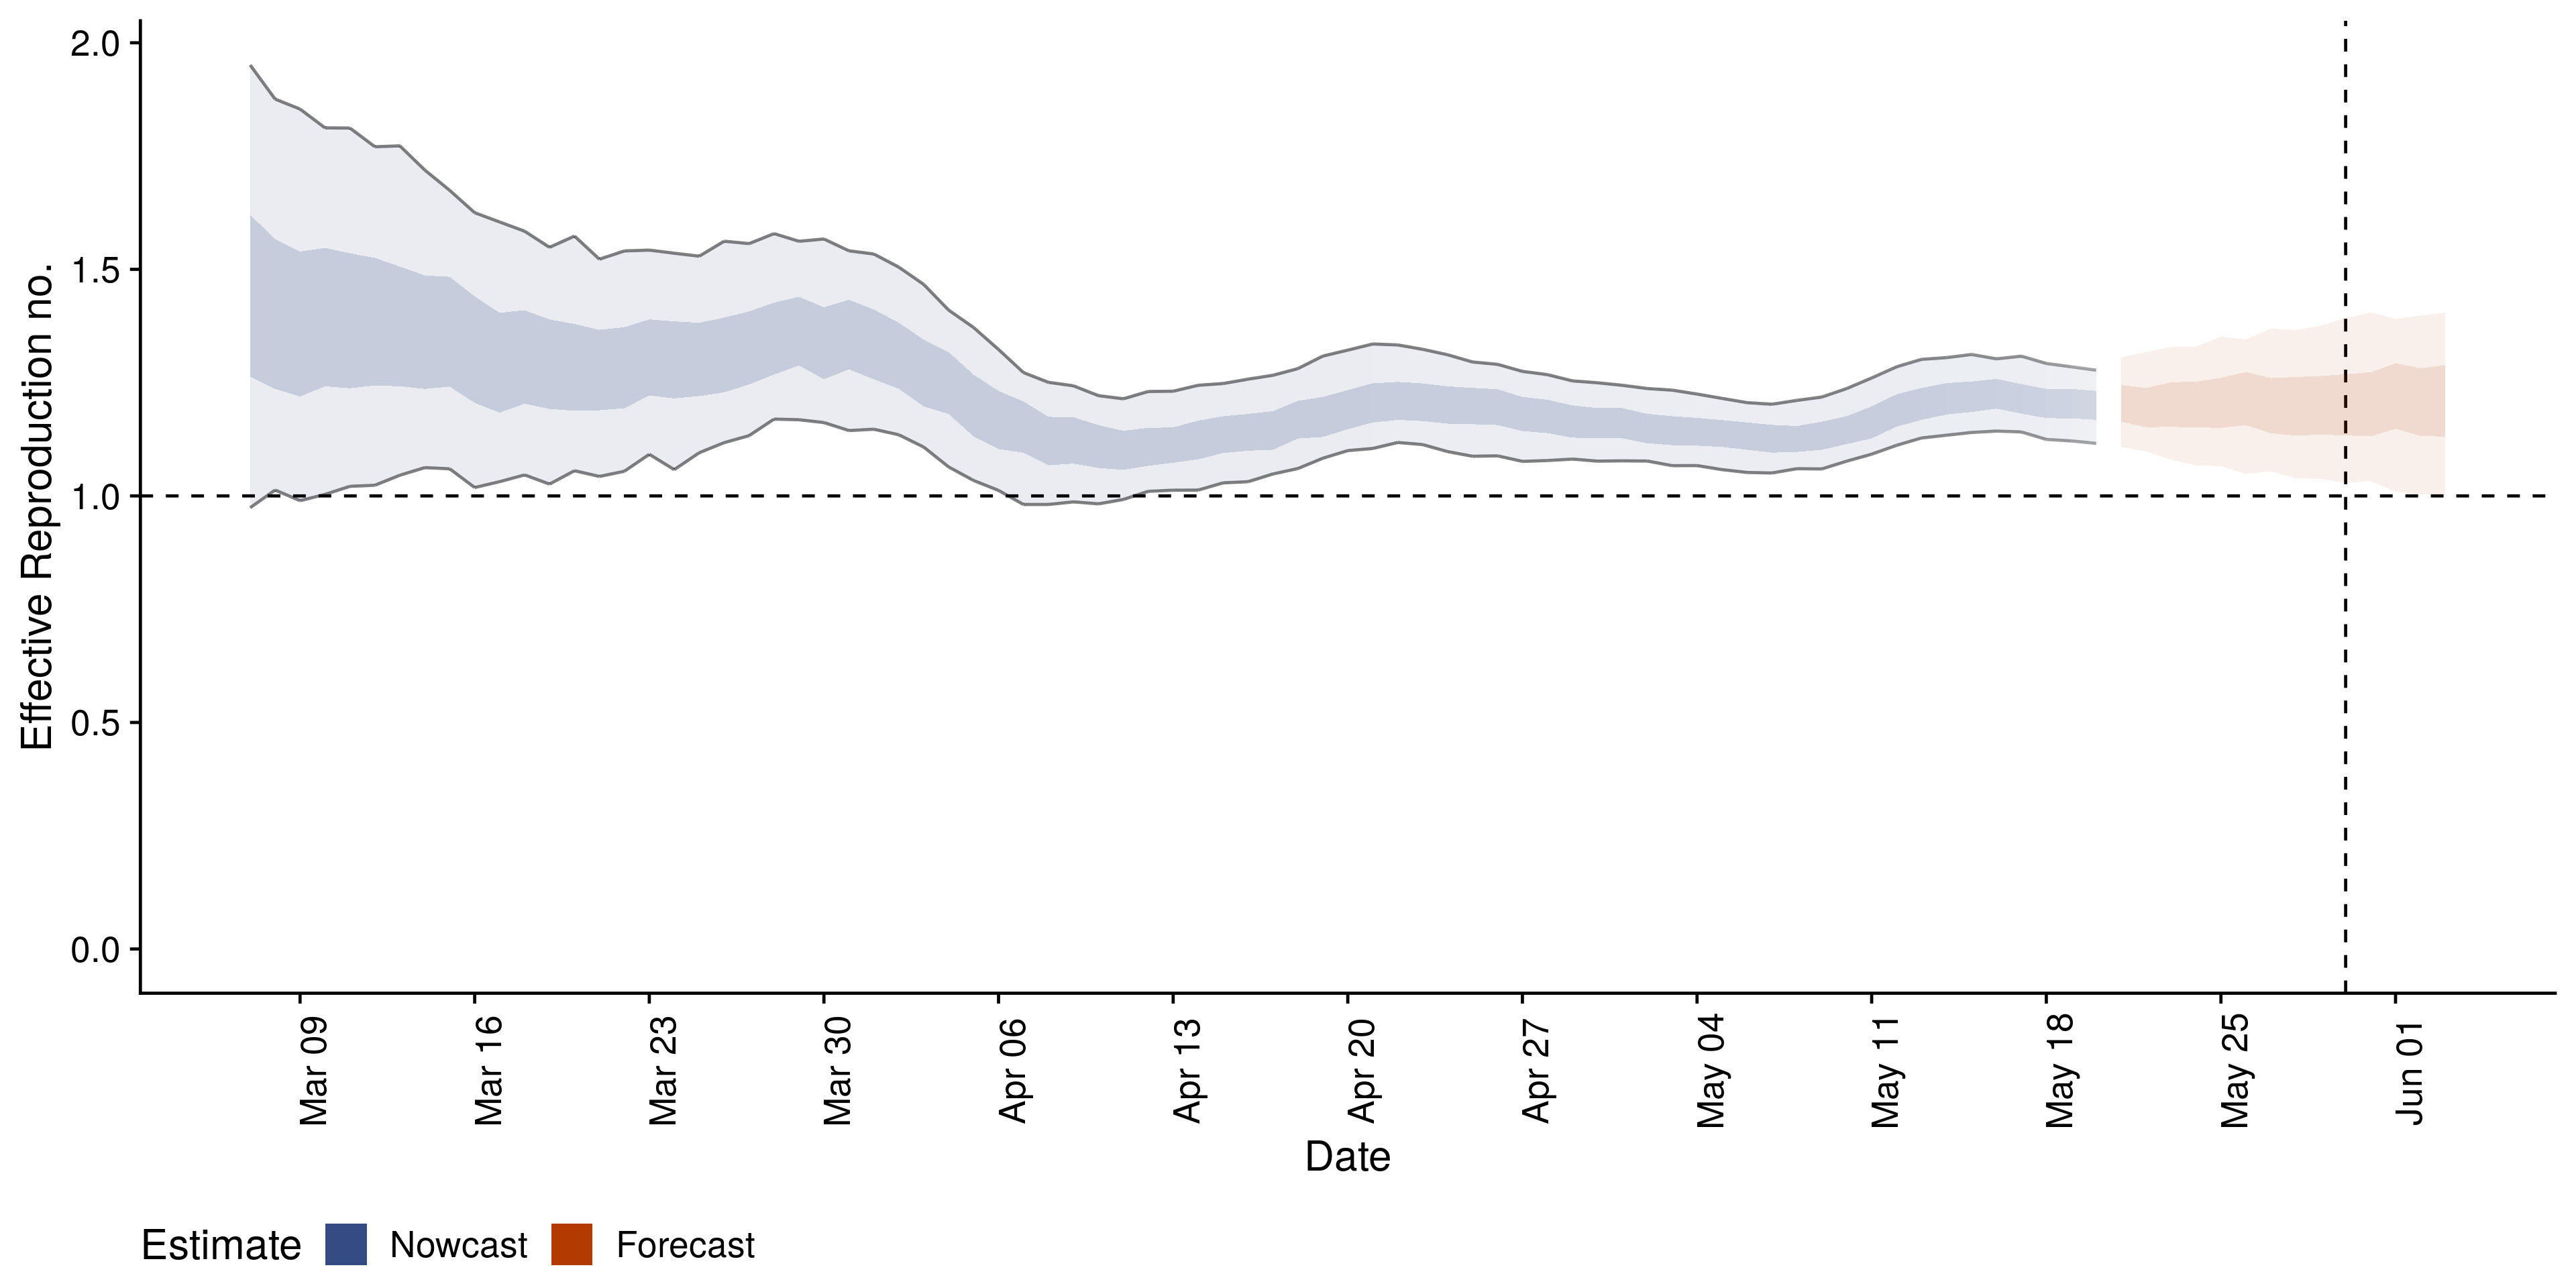 Effective Reproduction no.
2.0
1.5
1.0
0.5
0.0
Mar 09
Mar 16
Mar 23
Mar 30
Apr 06
Apr 13
Apr 20
Apr 27
May 04
May 11
May 18
May 25
Jun 01
Date
Estimate Nowcast Forecast